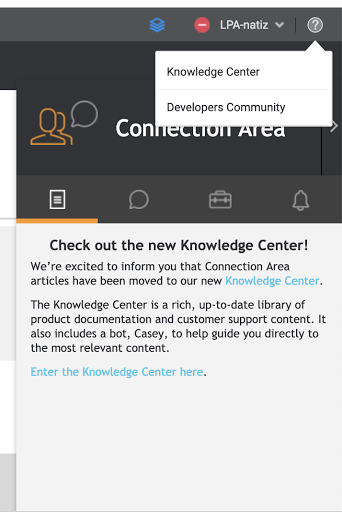 LPA-natiz
Knowledge Center
Developers Community
Connection Area
Check out the new Knowledge Center!
We’re excited to inform you that Connection Area
articles have been moved to our new Knowledge Center.
The Knowledge Center is a rich, up-to-date library of
product documentation and customer support content. It
also includes a bot, Casey, to help guide you directly to
the most relevant content.
Enter the Knowledge Center here.